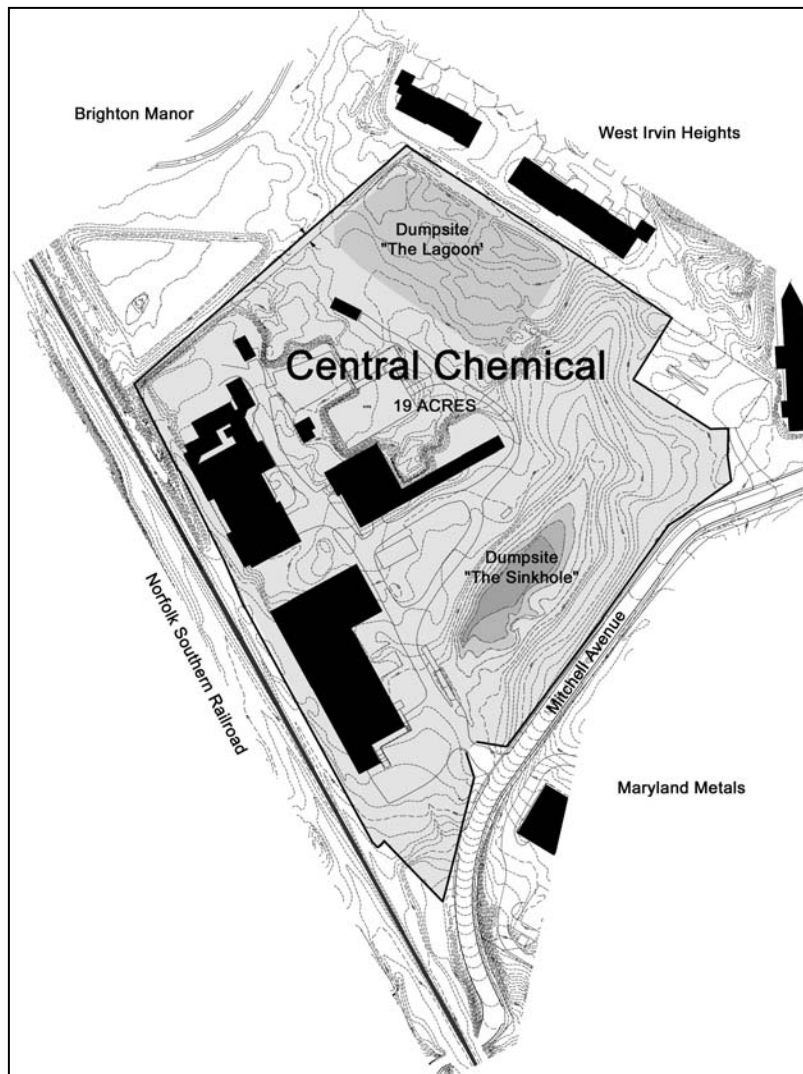 Brighton Manor
West Irvin Heights
Dumpsite
"The Lagoon'
Central Chemical
19 ACRES
Dumpsite
"The Sinkhole"
Norfolk Southern Railroad
Mitchell Avenue
Maryland Metals